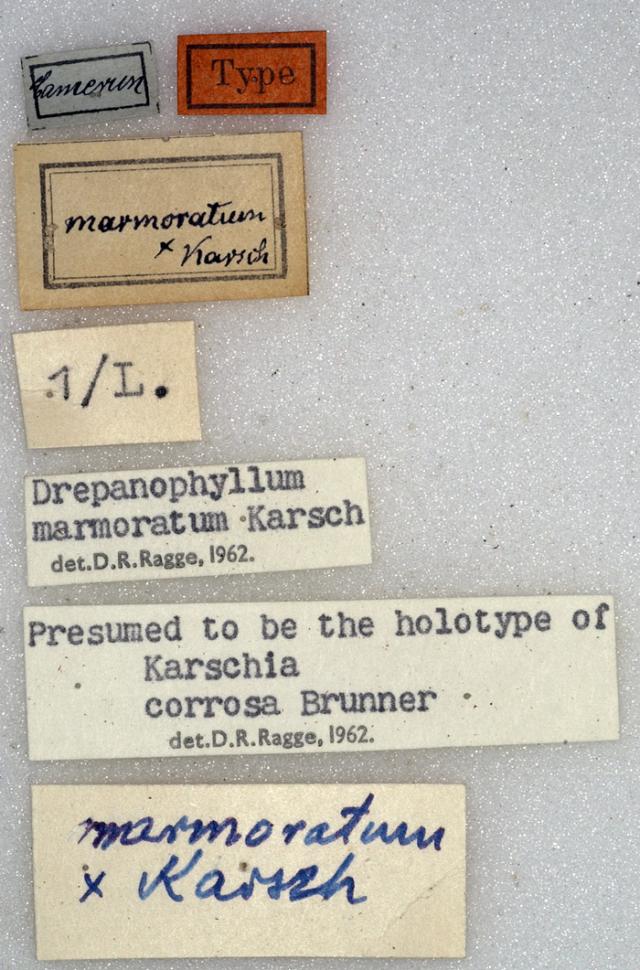 Camerun
Type
marmoratum
x Karsch
1/L.
Drepanophyllum
marmoratum Karsch
det.D.R.Ragge, 1962.
Presumed to be the holotype of
Karschia
corrosa Brunner
det.D.R.Ragge, 1962.
marmoratum
x Karsch